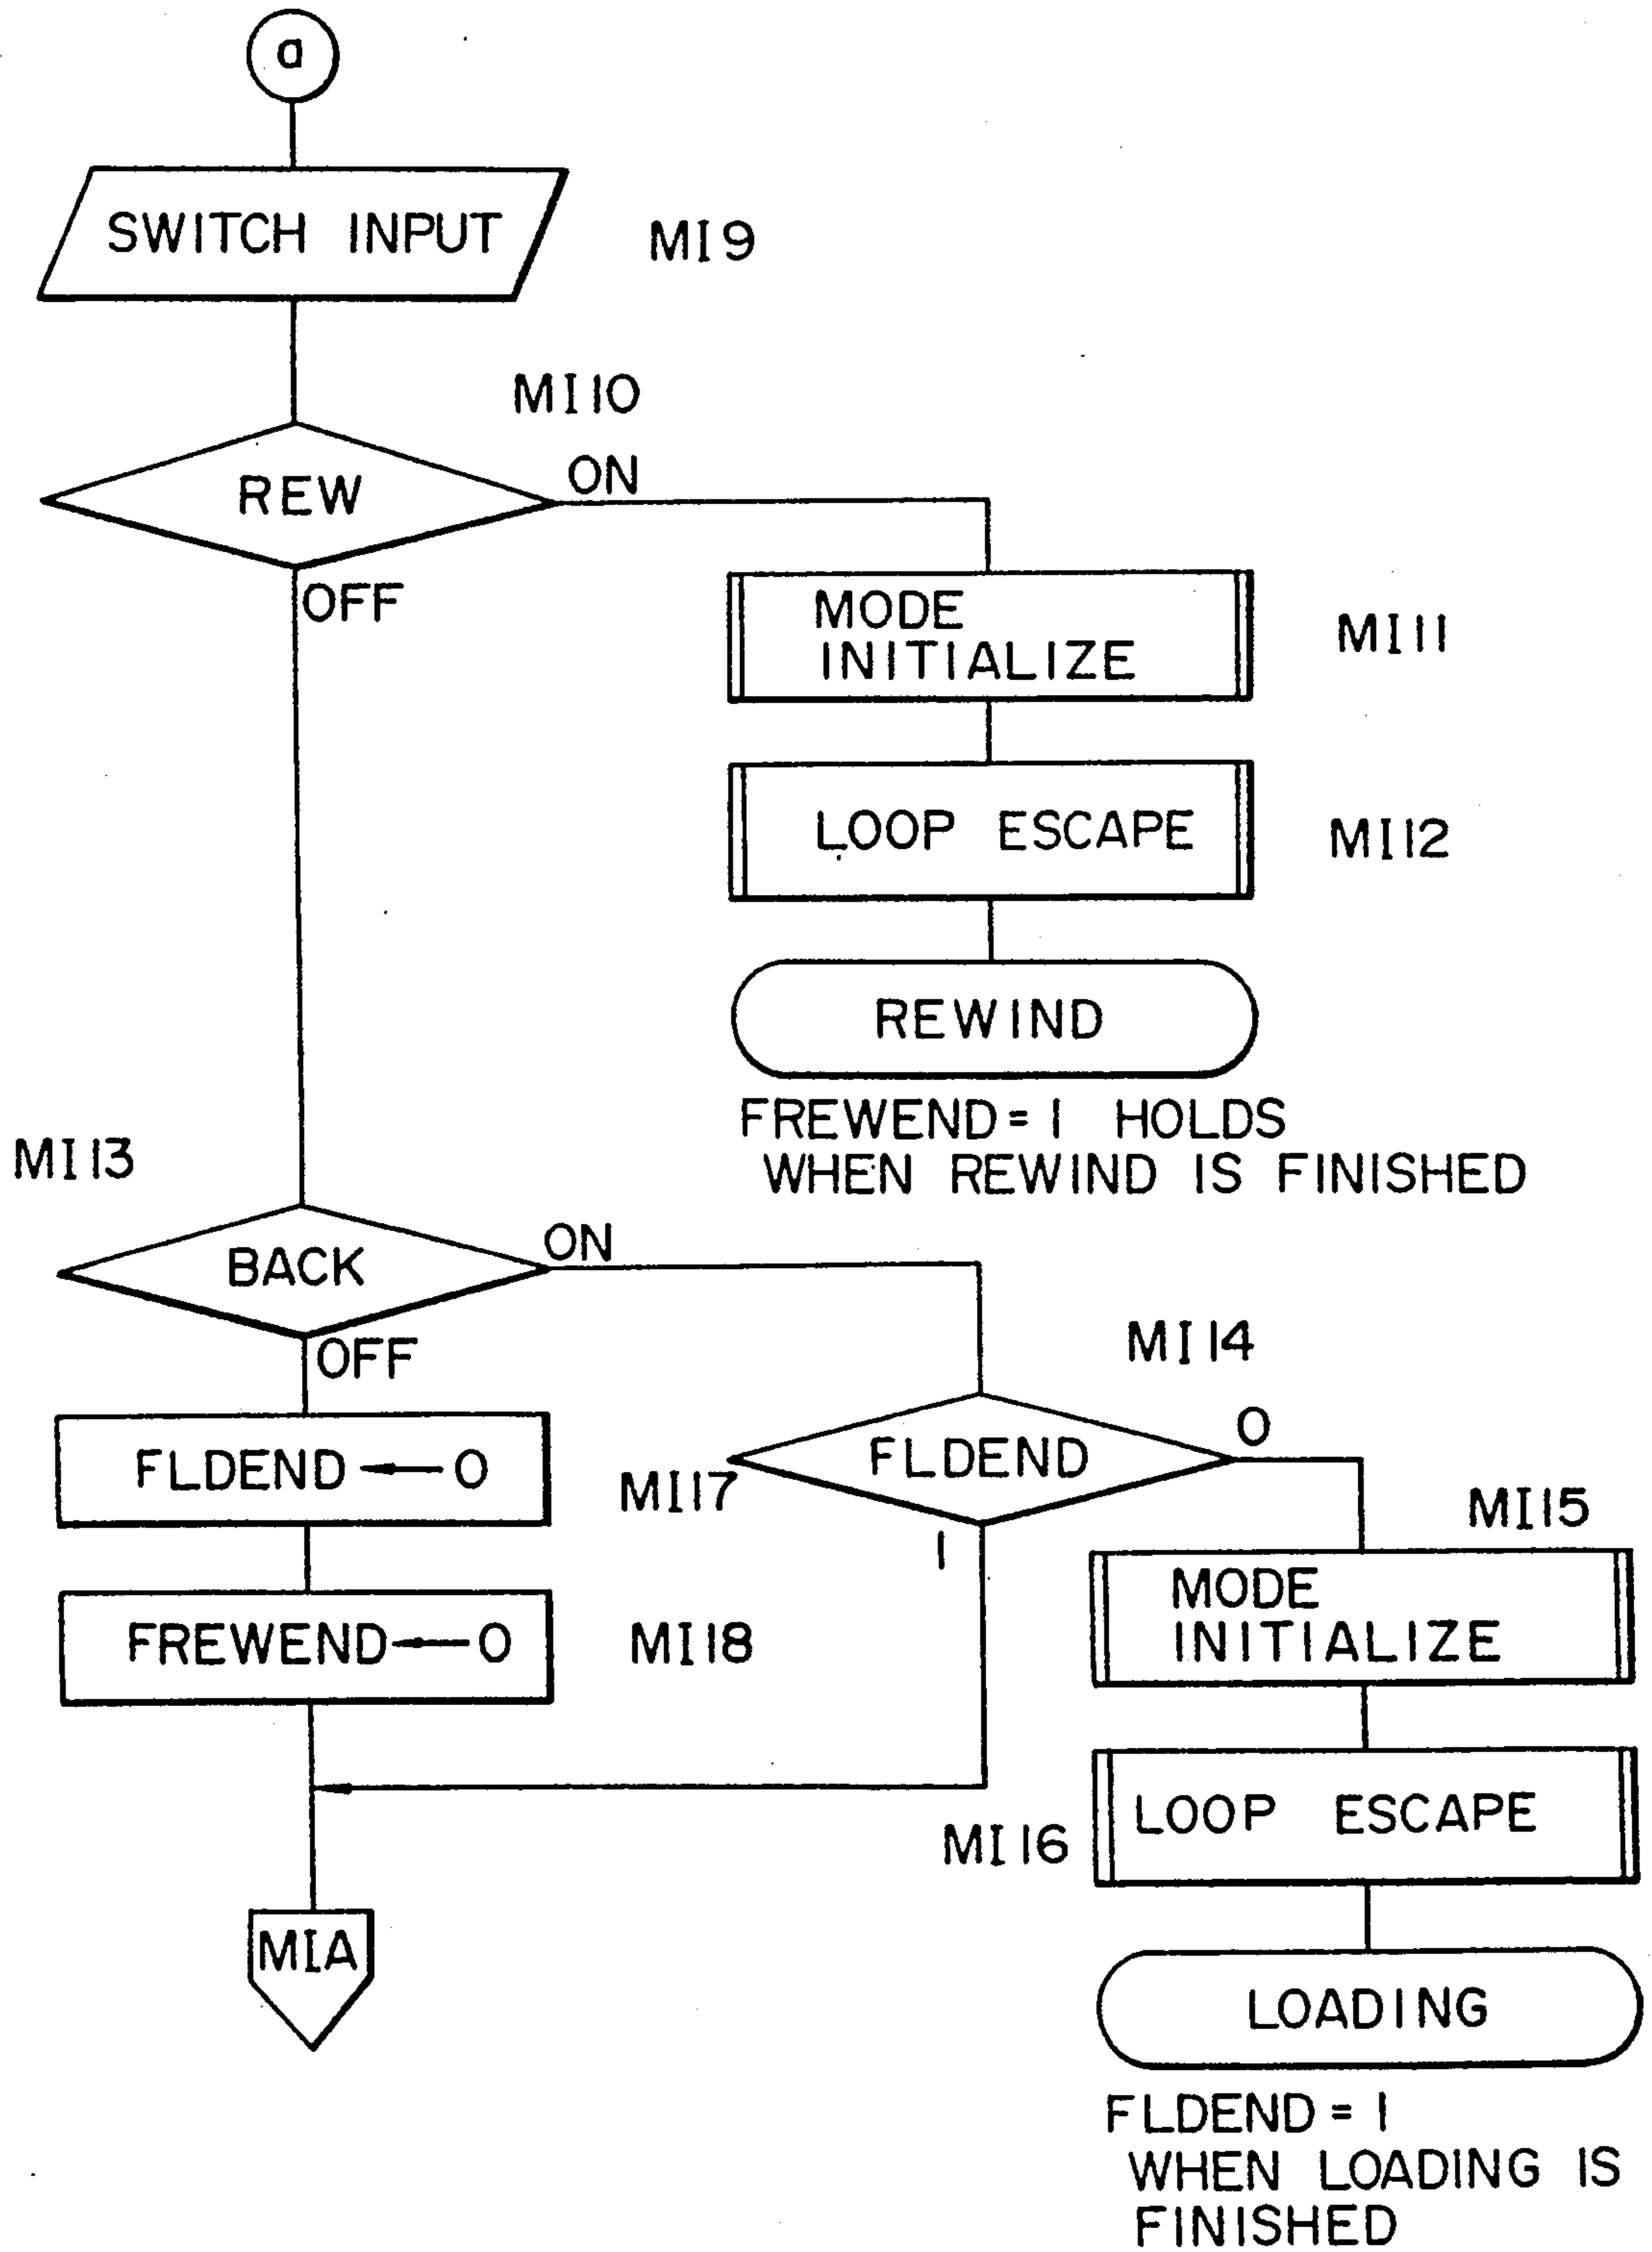 a
SWITCH INPUT
MI9
MI10
REW
ON
OFF
MODE
INITIALIZE
MI11
LOOP ESCAPE
MI12
REWIND
FREWEND = 1 HOLDS
WHEN REWIND IS FINISHED
MI13
BACK
ON
OFF
MI14
FLDEND
0
1
FLDEND ← 0
MI17
FREWEND ← 0
MI18
MI15
MODE
INITIALIZE
LOOP ESCAPE
MI16
MIA
LOADING
FLDEND = 1
WHEN LOADING IS
FINISHED